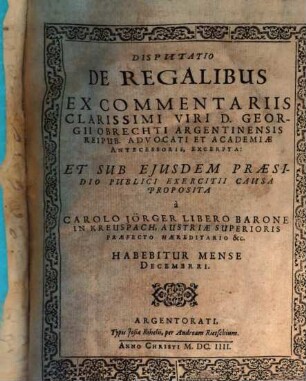 DISPUTATIO
DE REGALIBUS
EX COMMENTARIIS
CLARISSIMI VIRI D. GEOR-
GII OBRECHTI ARGENTINENSIS
REIPUB. ADVOCATI ET ACADEMIÆ
ANTECESSORIS, EXCERPTA:
ET SUB EJUSDEM PRÆSI-
DIO PUBLICI EXERCITII CAUSA
PROPOSITA
à
CAROLO JÖRGER LIBERO BARONE
IN KREUSPACH, AUSTRIÆ SUPERIORIS
PRÆFECTO HÆREDITARIO &c.
HABEBITUR MENSE
DECEMBRI.
ARGENTORATI,
Typis Josiæ Rihelii, per Andream Rietschium.
ANNO CHRISTI M. DC. IIII.